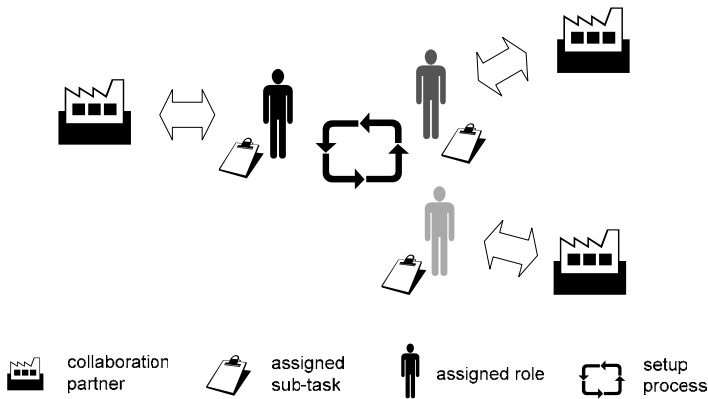 collaboration
partner
assigned
sub-task
assigned role
setup
process